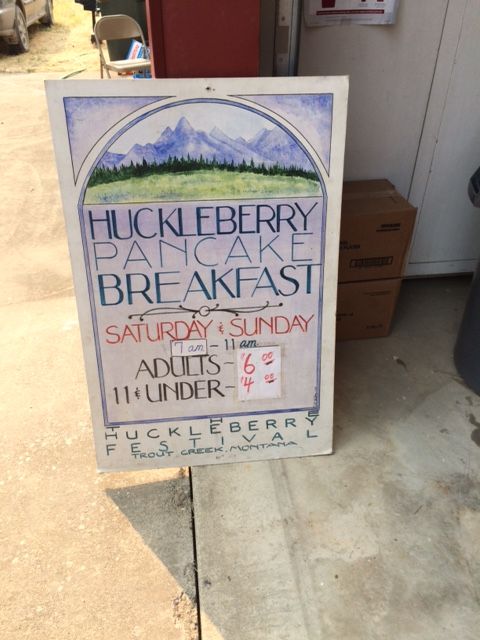 HUCKLEBERRY
PANCAKE
BREAKFAST
SATURDAY & SUNDAY
7 am - 11 am
ADULTS - $6 00
11 & UNDER - $4 00
THE
HUCKLEBERRY
FESTIVAL
TROUT CREEK, MONTANA